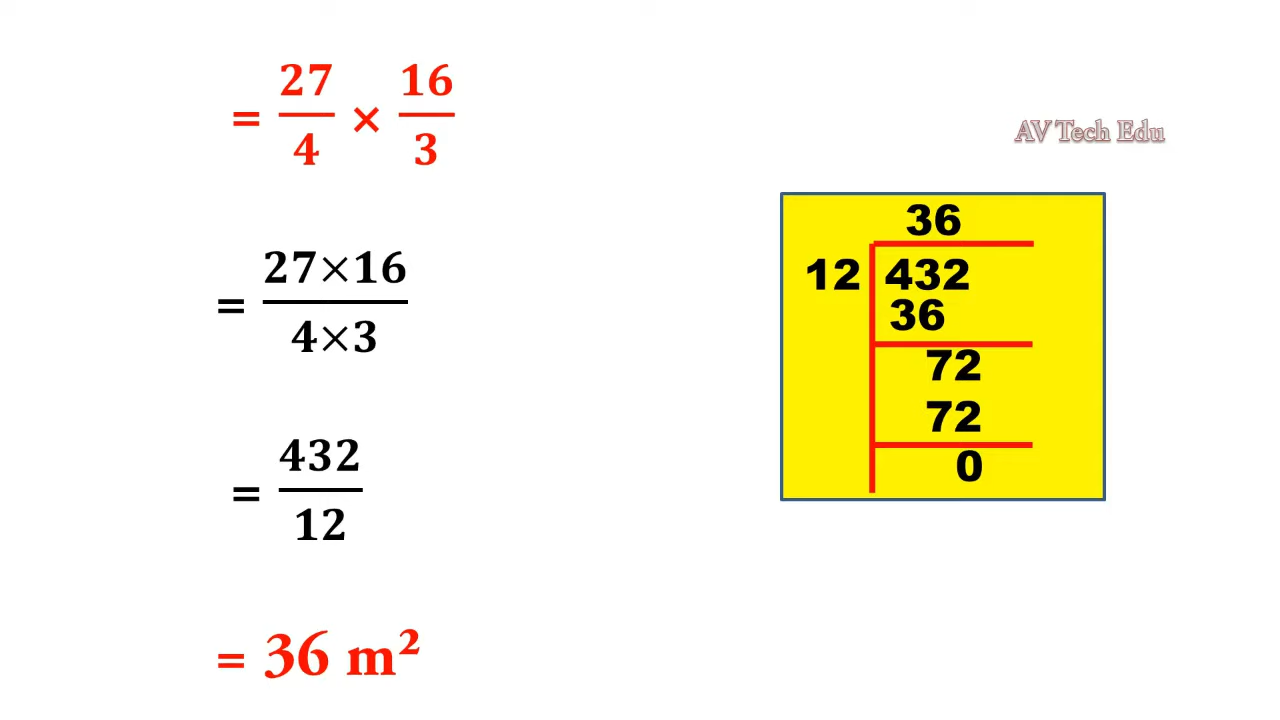 = 27/4 × 16/3
= 27×16/4×3
= 432/12
= 36 m²
AV Tech Edu
36
12 432
36
72
72
0